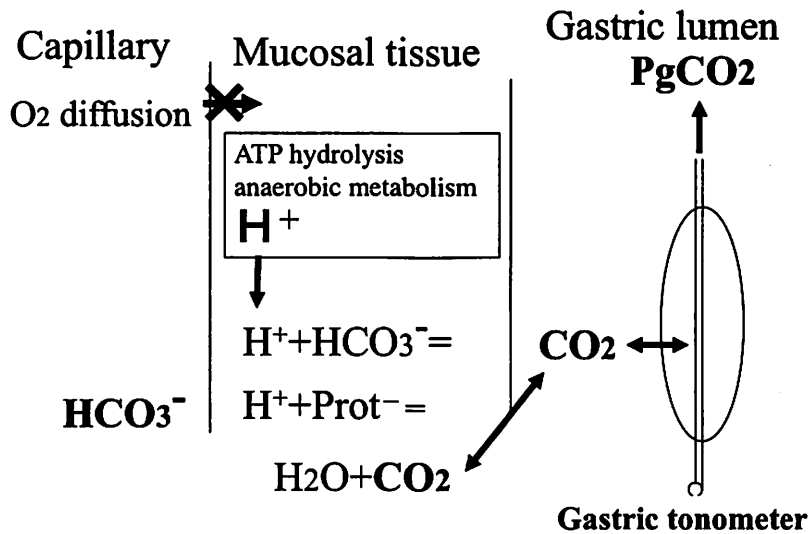 Capillary
Mucosal tissue
Gastric lumen
PgCO2
O2 diffusion
ATP hydrolysis
anaerobic metabolism
H+
H++HCO3-=
CO2
HCO3-
H++Prot-=
H2O+CO2
Gastric tonometer